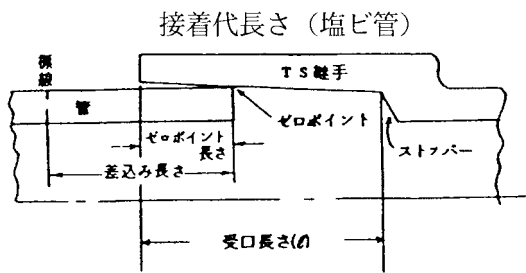 接着代長さ（塩ビ管）
標線
TS継手
管
ゼロポイント
ゼロポイント
長さ
ストッパー
差込み長さ
受口長さ(ℓ)